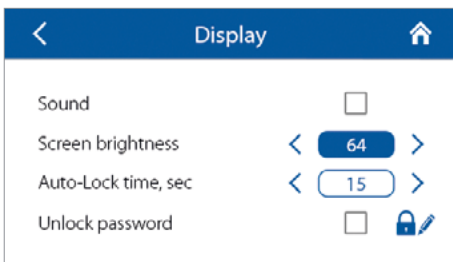 Display
Sound
Screen brightness 64
Auto-Lock time, sec 15
Unlock password